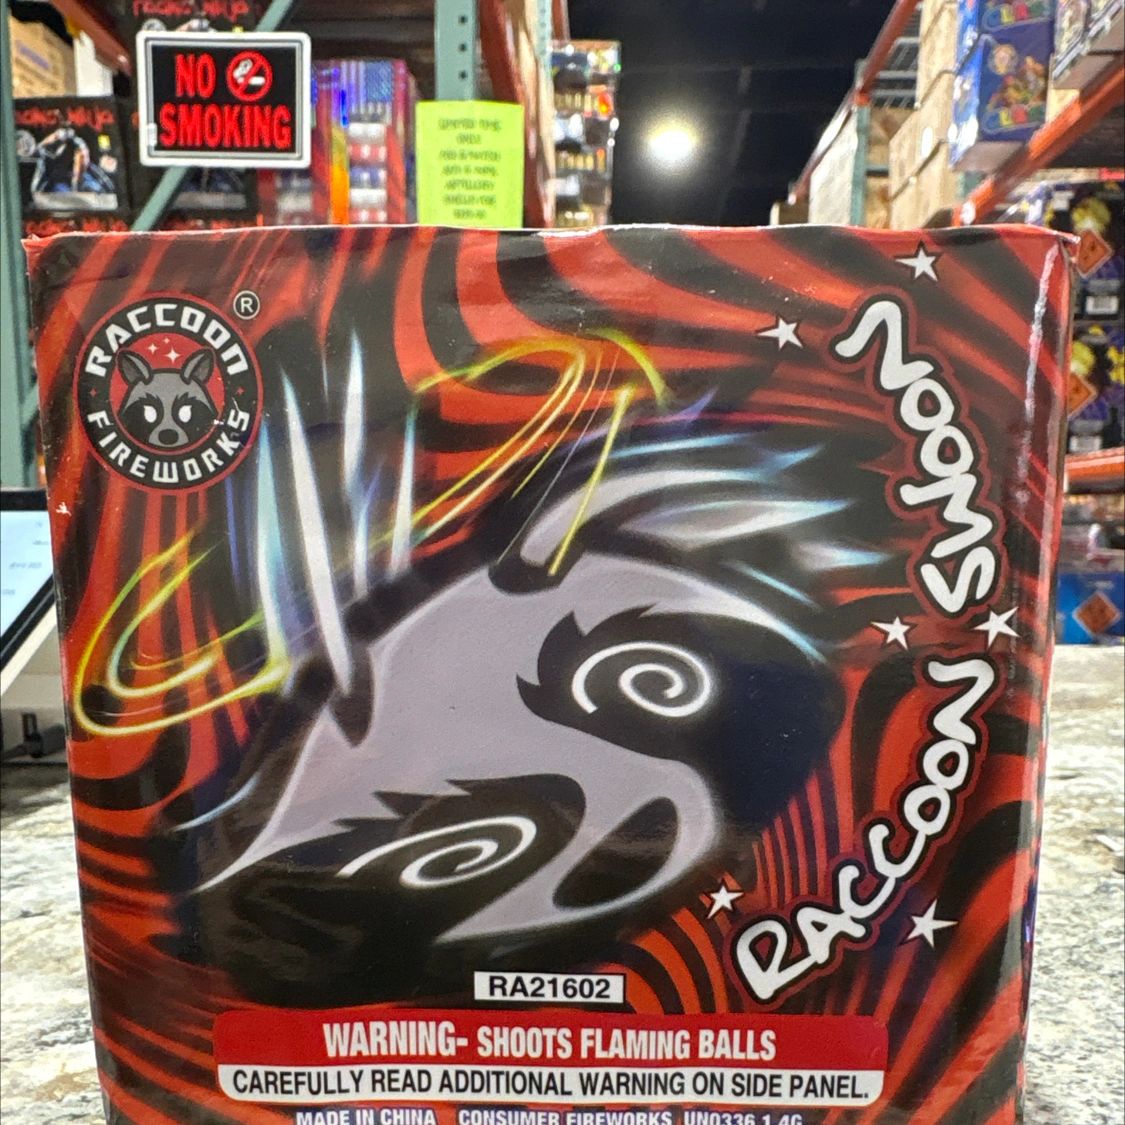 NO
SMOKING
RACCOON
FIREWORKS
®
RACCOON SWOON
RA21602
WARNING- SHOOTS FLAMING BALLS
CAREFULLY READ ADDITIONAL WARNING ON SIDE PANEL.
MADE IN CHINA CONSUMER FIREWORKS UN0336 1.4G